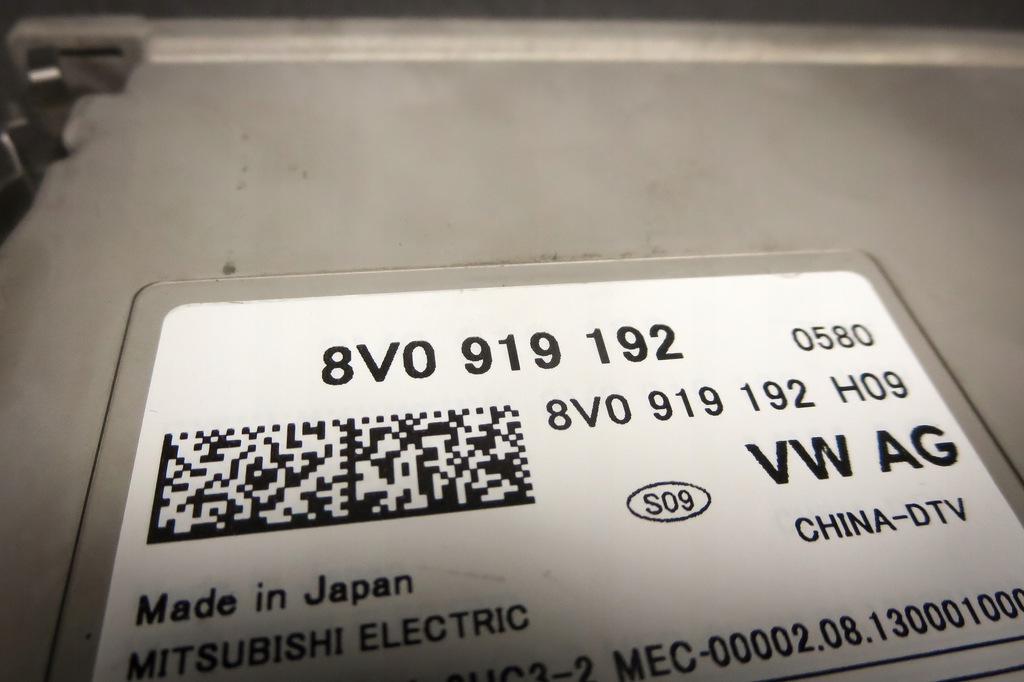 8V0 919 192 0580
8V0 919 192 H09
VW AG
S09
CHINA-DTV
Made in Japan
MITSUBISHI ELECTRIC
MEC-00002.08.130001000